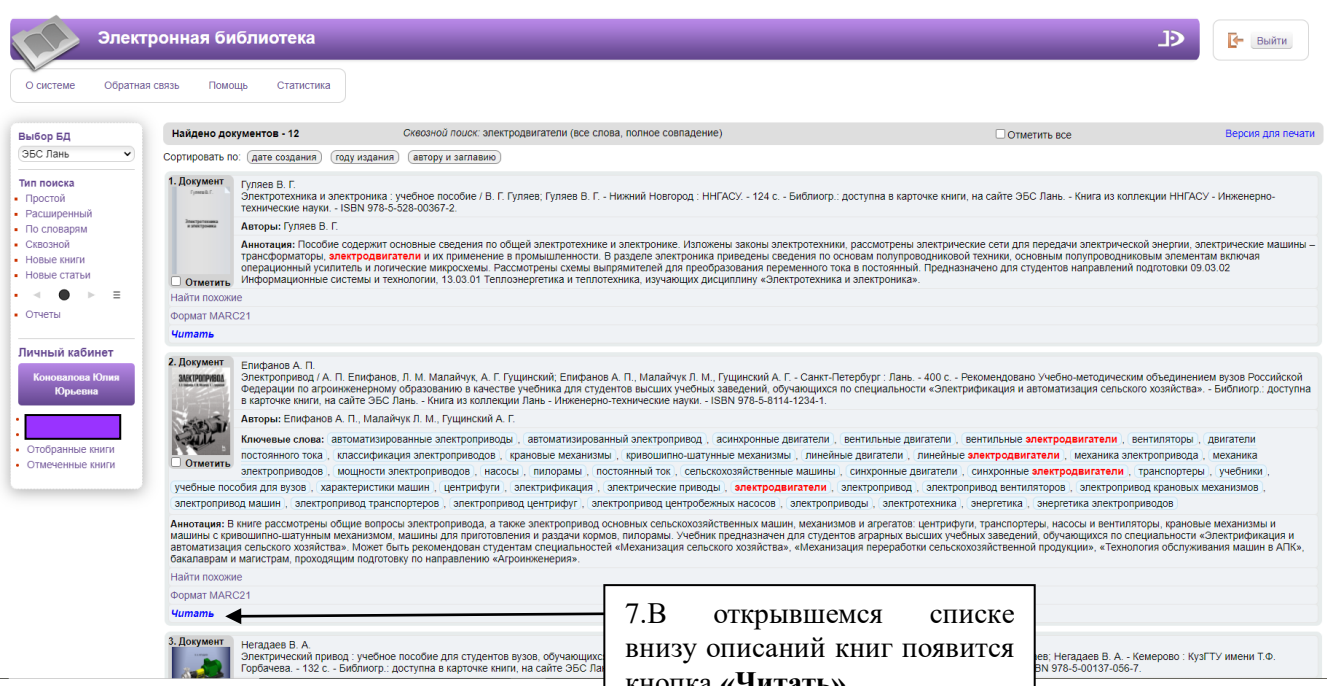 Электронная библиотека
Выйти
О системе Обратная связь Помощь Статистика
Выбор БД
ЭБС Лань
Тип поиска
Простой
Расширенный
По словарям
Сквозной
Новые книги
Новые статьи
Отчеты
Личный кабинет
Коновалова Юлия
Юрьевна
Отобранные книги
Отмеченные книги
Найдено документов - 12 Сквозной поиск: электродвигатели (все слова, полное совпадение) Отметить все Версия для печати
Сортировать по: дате создания году издания автору и заглавию
1. Документ
Гуляев В. Г.
Электротехника и электроника : учебное пособие / В. Г. Гуляев; Гуляев В. Г. - Нижний Новгород : ННГАСУ. - 124 с. - Библиогр.: доступна в карточке книги, на сайте ЭБС Лань. - Книга из коллекции ННГАСУ - Инженерно-
технические науки. - ISBN 978-5-528-00367-2.
Авторы: Гуляев В. Г.
Аннотация: Пособие содержит основные сведения по общей электротехнике и электронике. Изложены законы электротехники, рассмотрены электрические сети для передачи электрической энергии, электрические машины –
трансформаторы, электродвигатели и их применение в промышленности. В разделе электроника приведены сведения по основам полупроводниковой техники, основным полупроводниковым элементам включая
операционный усилитель и логические микросхемы. Рассмотрены схемы выпрямителей для преобразования переменного тока в постоянный. Предназначено для студентов направлений подготовки 09.03.02
Информационные системы и технологии, 13.03.01 Теплоэнергетика и теплотехника, изучающих дисциплину «Электротехника и электроника».
Отметить
Найти похожие
Формат MARC21
Читать
2. Документ
ЭЛЕКТРОПРИВОД
Епифанов А. П.
Электропривод / А. П. Епифанов, Л. М. Малайчук, А. Г. Гущинский; Епифанов А. П., Малайчук Л. М., Гущинский А. Г. - Санкт-Петербург : Лань. - 400 с. - Рекомендовано Учебно-методическим объединением вузов Российской
Федерации по агроинженерному образованию в качестве учебника для студентов высших учебных заведений, обучающихся по специальности «Электрификация и автоматизация сельского хозяйства». - Библиогр.: доступна
в карточке книги, на сайте ЭБС Лань. - Книга из коллекции Лань - Инженерно-технические науки. - ISBN 978-5-8114-1234-1.
Авторы: Епифанов А. П., Малайчук Л. М., Гущинский А. Г.
Ключевые слова: автоматизированные электроприводы , автоматизированный электропривод , асинхронные двигатели , вентильные двигатели , вентильные электродвигатели , вентиляторы , двигатели
постоянного тока , классификация электроприводов , крановые механизмы , кривошипно-шатунные механизмы , линейные двигатели , линейные электродвигатели , механика электропривода , механика
электроприводов , мощности электроприводов , насосы , пилорамы , постоянный ток , сельскохозяйственные машины , синхронные двигатели , синхронные электродвигатели , транспортеры , учебники ,
учебные пособия для вузов , характеристики машин , центрифуги , электрификация , электрические приводы , электродвигатели , электропривод , электропривод вентиляторов , электропривод крановых механизмов ,
электропривод машин , электропривод транспортеров , электропривод центрифуг , электропривод центробежных насосов , электроприводы , электротехника , энергетика , энергетика электроприводов
Отметить
Аннотация: В книге рассмотрены общие вопросы электропривода, а также электропривод основных сельскохозяйственных машин, механизмов и агрегатов: центрифуги, транспортеры, насосы и вентиляторы, крановые механизмы и
машины с кривошипно-шатунным механизмом, машины для приготовления и раздачи кормов, пилорамы. Учебник предназначен для студентов аграрных высших учебных заведений, обучающихся по специальности «Электрификация и
автоматизация сельского хозяйства». Может быть рекомендован студентам специальностей «Механизация сельского хозяйства», «Механизация переработки сельскохозяйственной продукции», «Технология обслуживания машин в АПК»,
бакалаврам и магистрам, проходящим подготовку по направлению «Агроинженерия».
Найти похожие
Формат MARC21
Читать
7.В открывшемся списке
внизу описаний книг появится
кнопка «Читать»
3. Документ
Негадаев В. А.
Электрический привод : учебное пособие для студентов вузов, обучающихс ев; Негадаев В. А. - Кемерово : КузГТУ имени Т.Ф.
Горбачева. - 132 с. - Библиогр.: доступна в карточке книги, на сайте ЭБС Ла BN 978-5-00137-056-7.